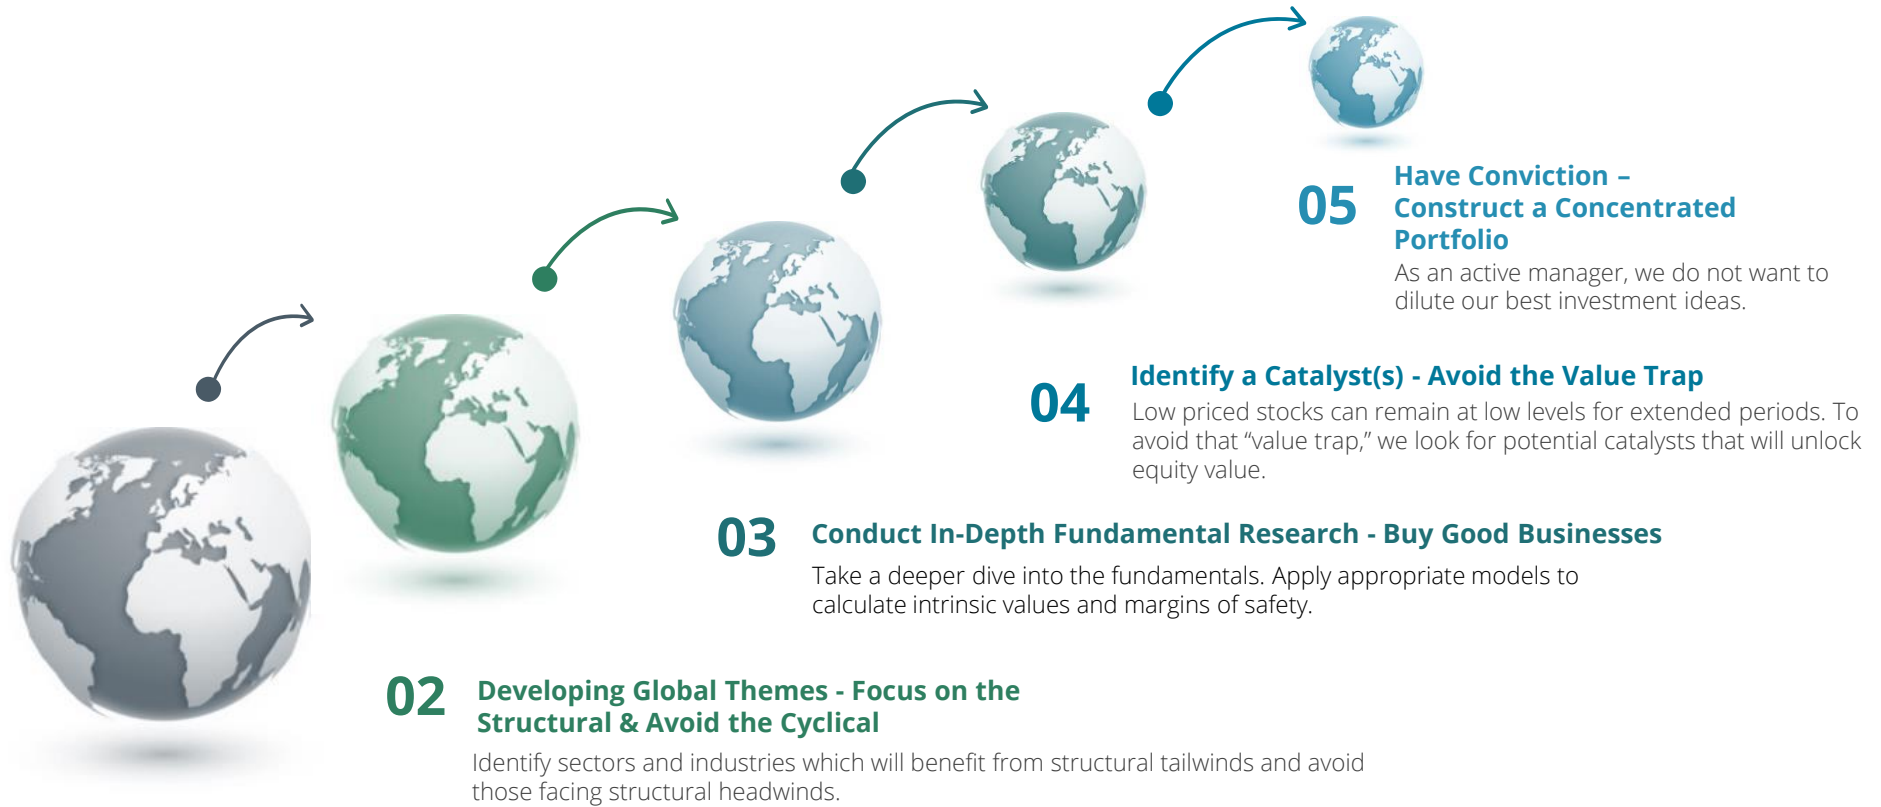 05
Have Conviction –
Construct a Concentrated
Portfolio
As an active manager, we do not want to
dilute our best investment ideas.
04
Identify a Catalyst(s) - Avoid the Value Trap
Low priced stocks can remain at low levels for extended periods. To
avoid that “value trap,” we look for potential catalysts that will unlock
equity value.
03
Conduct In-Depth Fundamental Research - Buy Good Businesses
Take a deeper dive into the fundamentals. Apply appropriate models to
calculate intrinsic values and margins of safety.
02
Developing Global Themes - Focus on the
Structural & Avoid the Cyclical
Identify sectors and industries which will benefit from structural tailwinds and avoid
those facing structural headwinds.